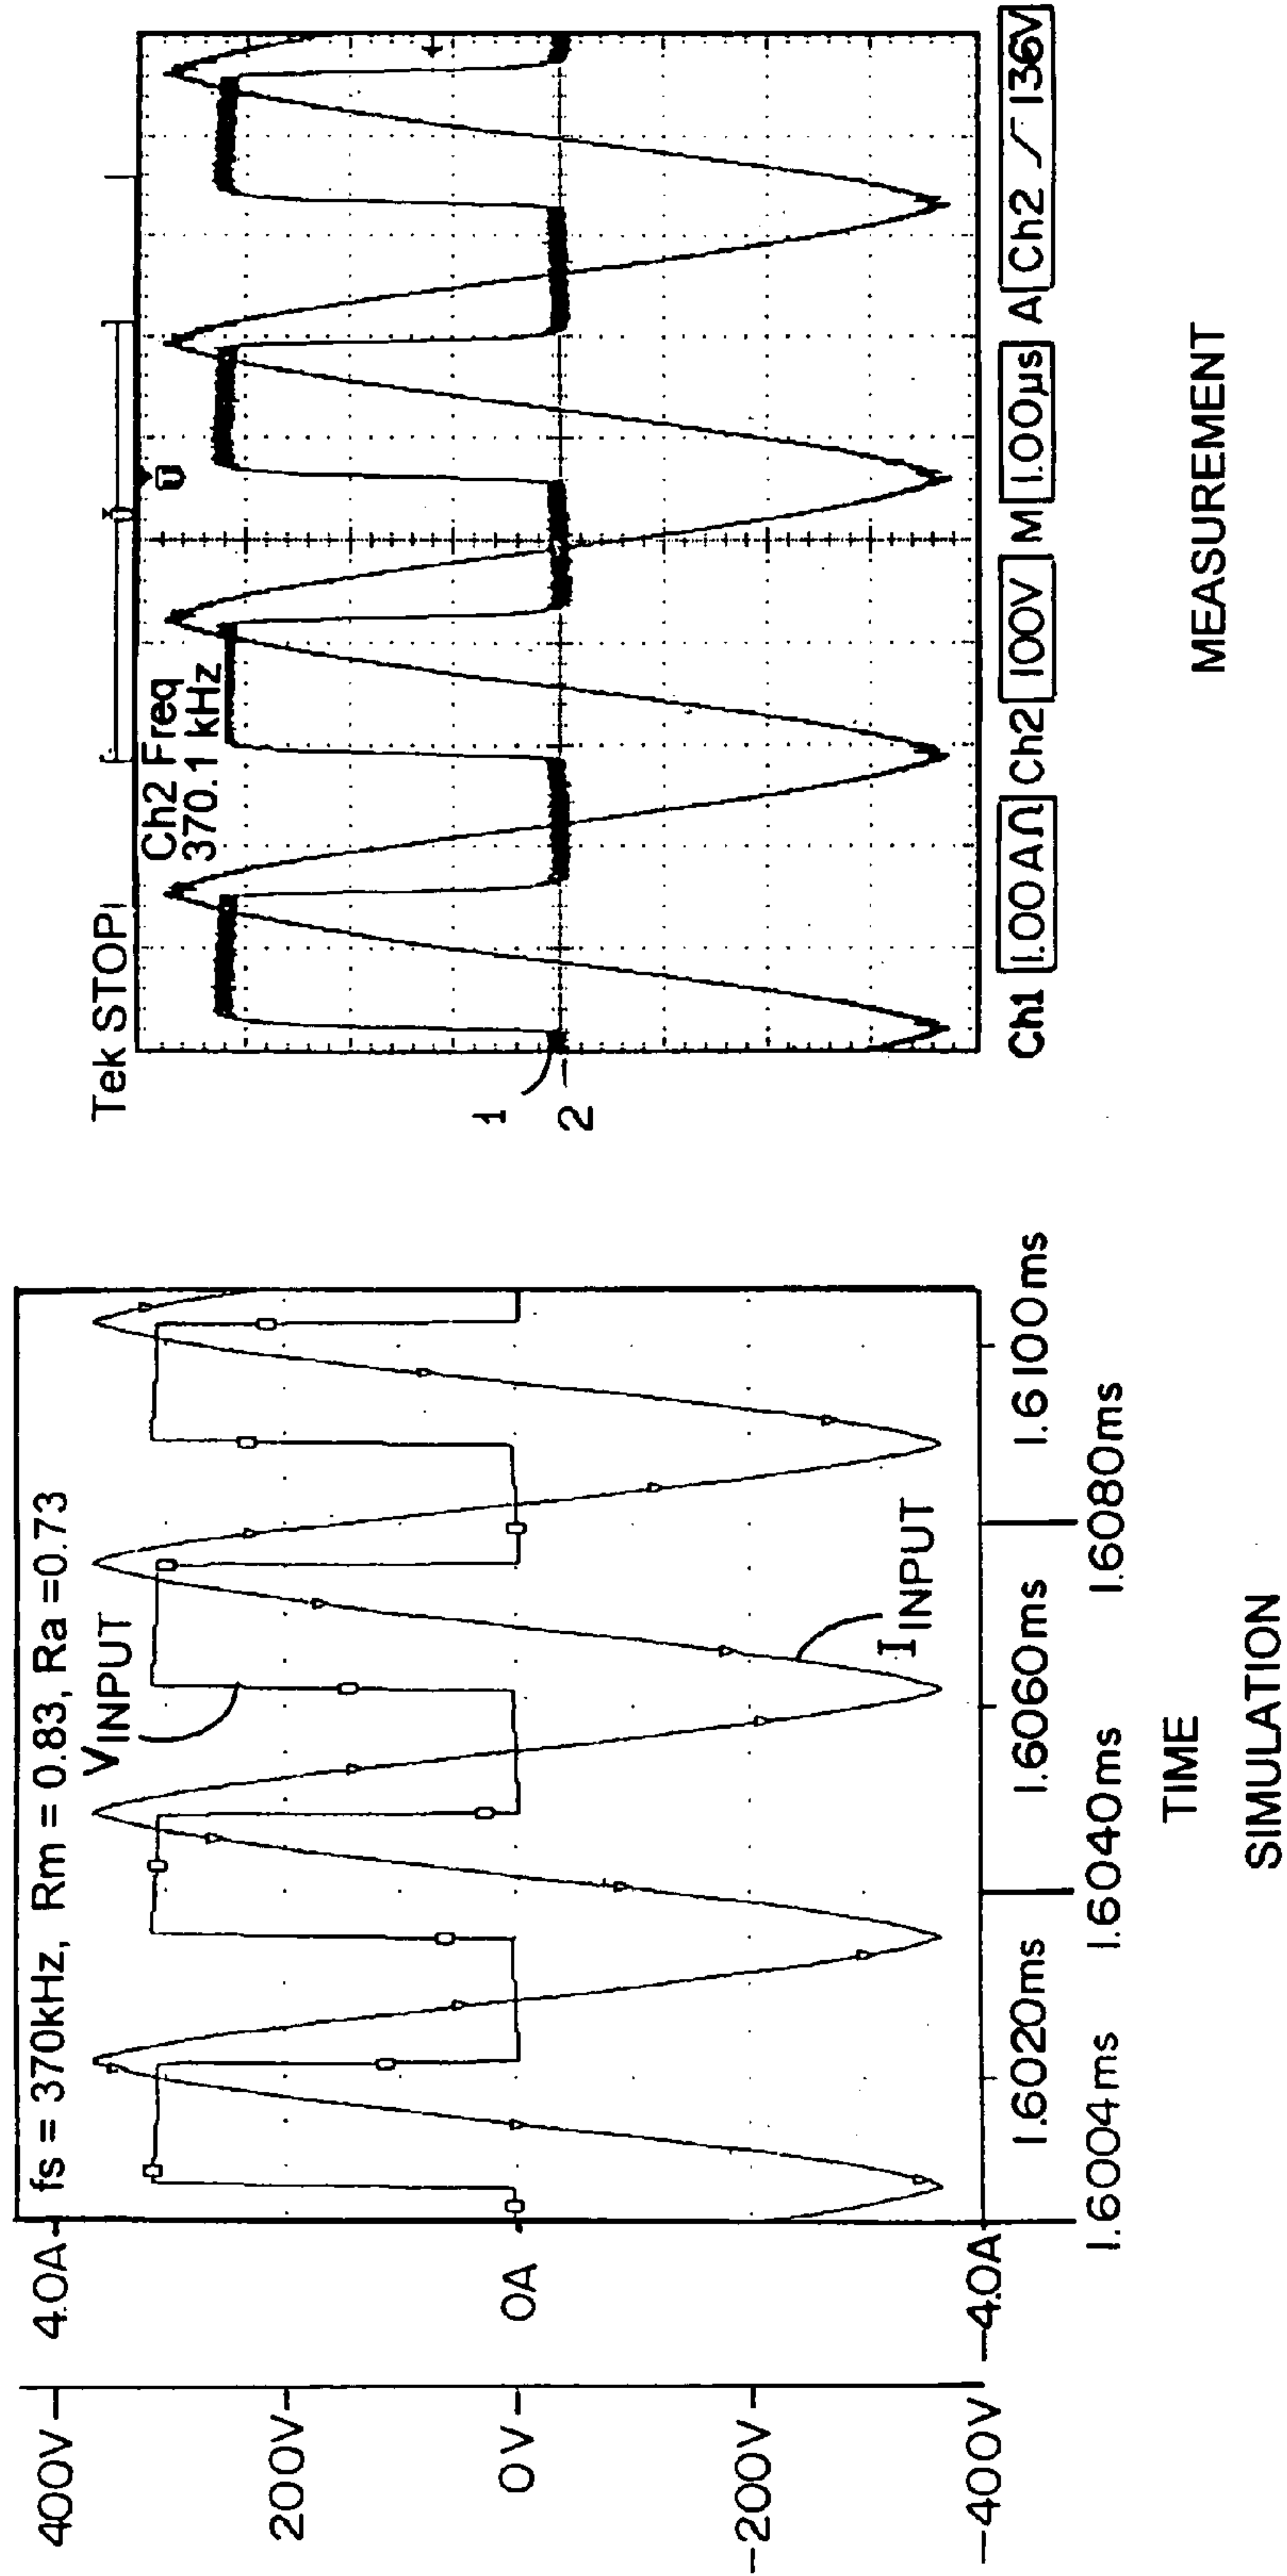 fs = 370kHz, Rm = 0.83, Ra =0.73
400V
200V
0V
-200V
-400V
4.0A
0A
-4.0A
VINPUT
IINPUT
1.6020ms
1.6060ms
1.6100ms
1.6004ms
1.6040ms
1.6080ms
TIME
SIMULATION
Tek STOP
Ch2 Freq
370.1 kHz
1
2
Ch1 1.00AΩ Ch2 100V M 1.00µs A Ch2 136V
MEASUREMENT